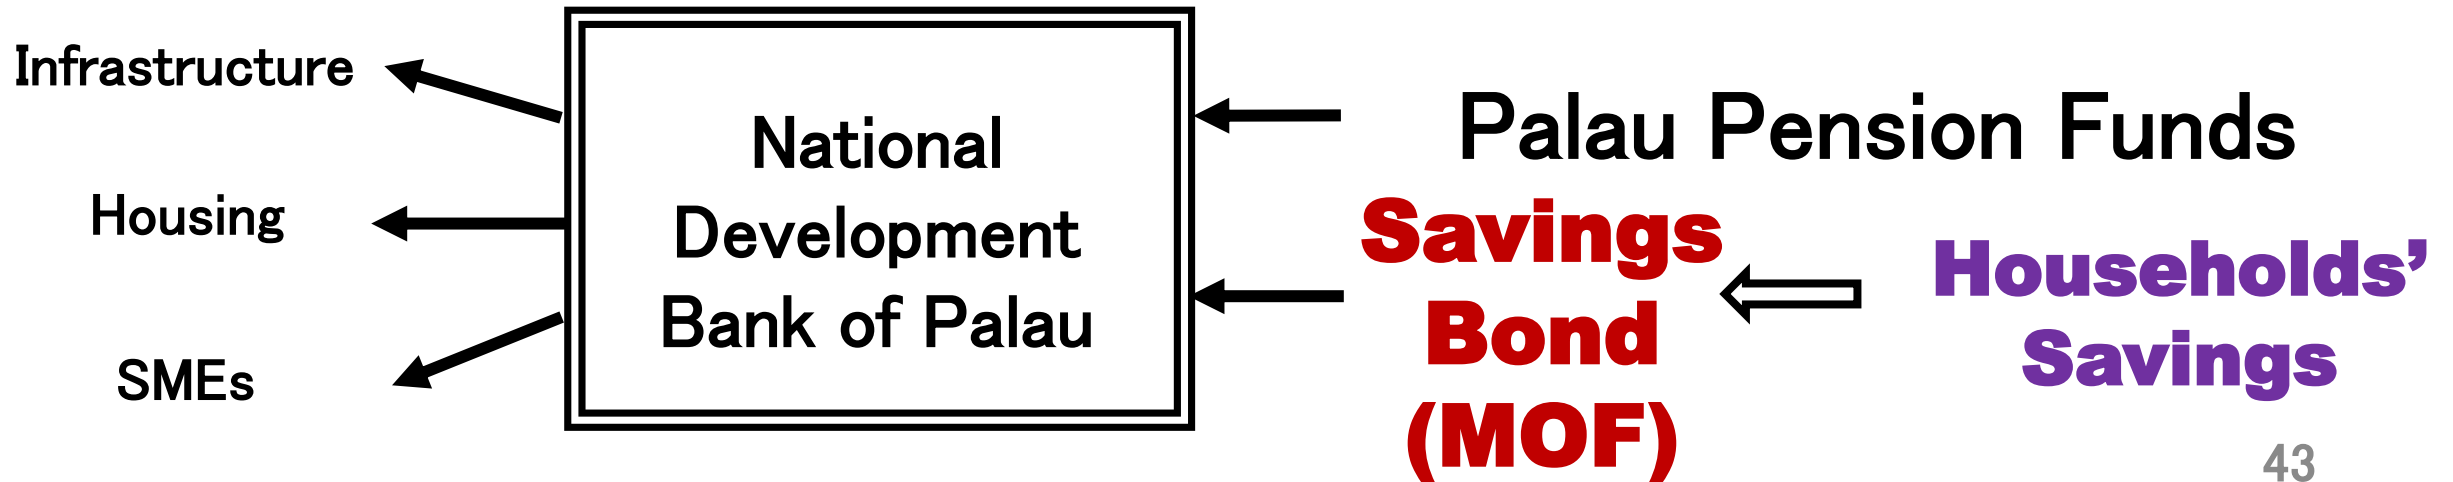 Infrastructure
Housing
SMEs
National
Development
Bank of Palau
Palau Pension Funds
Savings
Bond
(MOF)
Households’
Savings
43